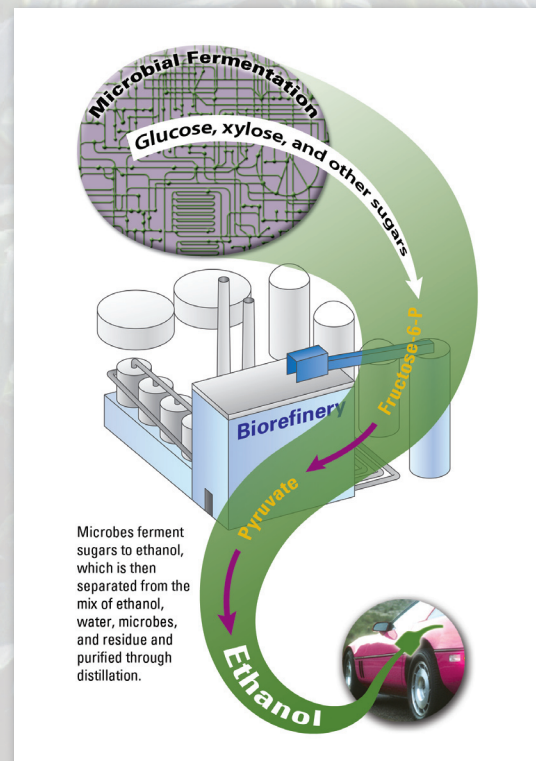 Microbial Fermentation
Glucose, xylose, and other sugars
Fructose-6-P
Biorefinery
Pyruvate
Microbes ferment
sugars to ethanol,
which is then
separated from the
mix of ethanol,
water, microbes,
and residue and
purified through
distillation.
Ethanol